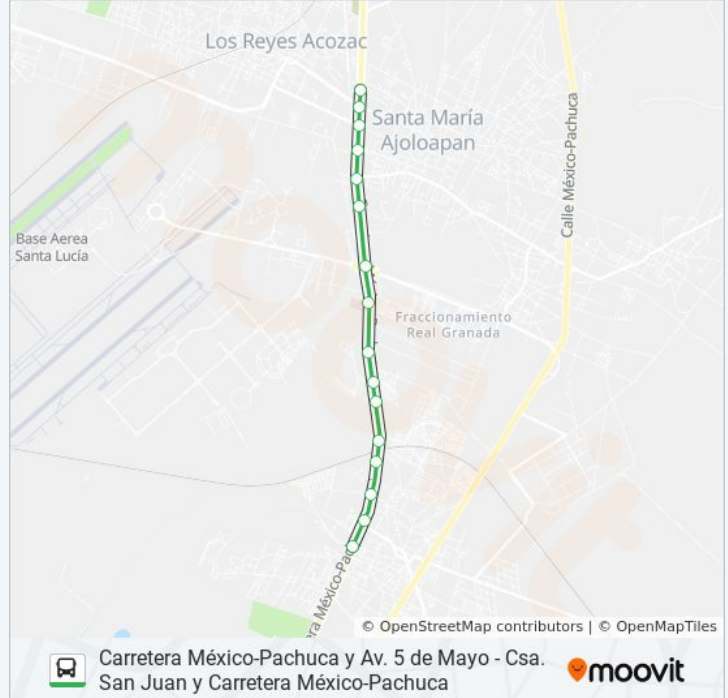 Los Reyes Acozac
Santa María
Ajoloapan
Calle México-Pachuca
Base Aerea
Santa Lucía
Fraccionamiento
Real Granada
era México-Pac
© OpenStreetMap contributors | © OpenMapTiles
Carretera México-Pachuca y Av. 5 de Mayo - Csa.
San Juan y Carretera México-Pachuca
moovit